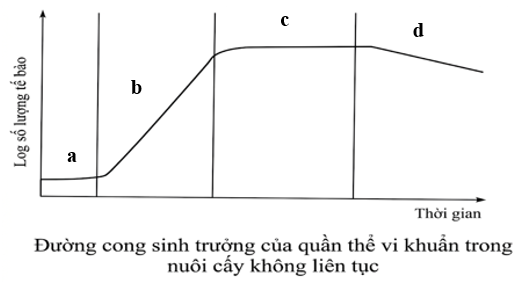 c
d
b
a
Log số lượng tế bào
Thời gian
Đường cong sinh trưởng của quần thể vi khuẩn trong
nuôi cấy không liên tục